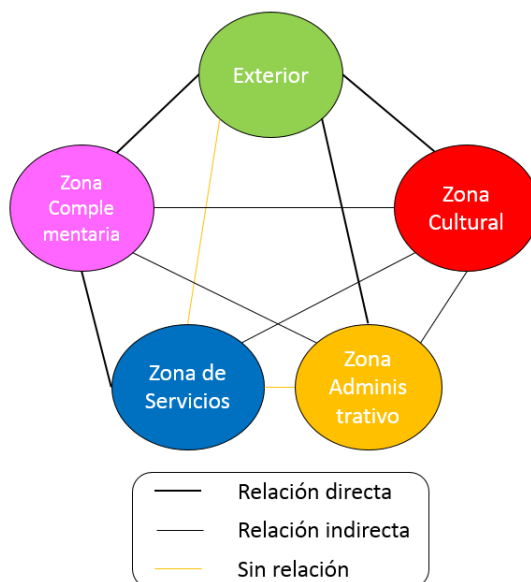 Exterior
Zona
Comple
mentaria
Zona
Cultural
Zona de
Servicios
Zona
Adminis
trativo
Relación directa
Relación indirecta
Sin relación